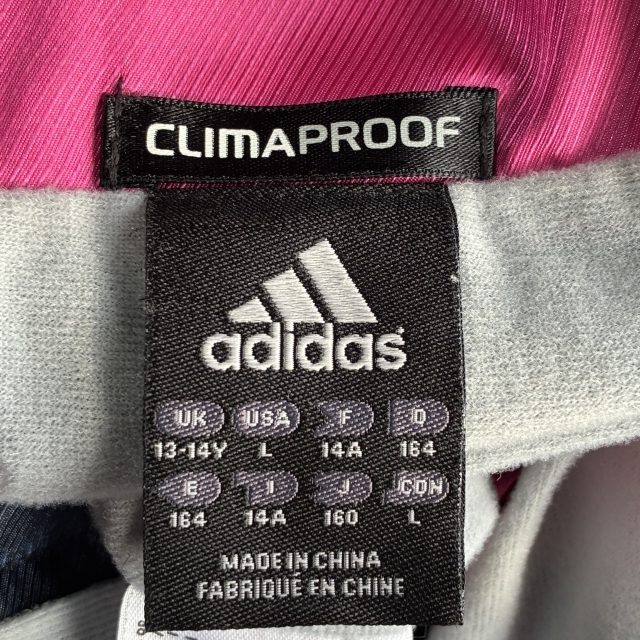 CLIMAPROOF
adidas
UK USA F D
13-14Y L 14A 164
E I J CDN
164 14A 160 L
MADE IN CHINA
FABRIQUÉ EN CHINE